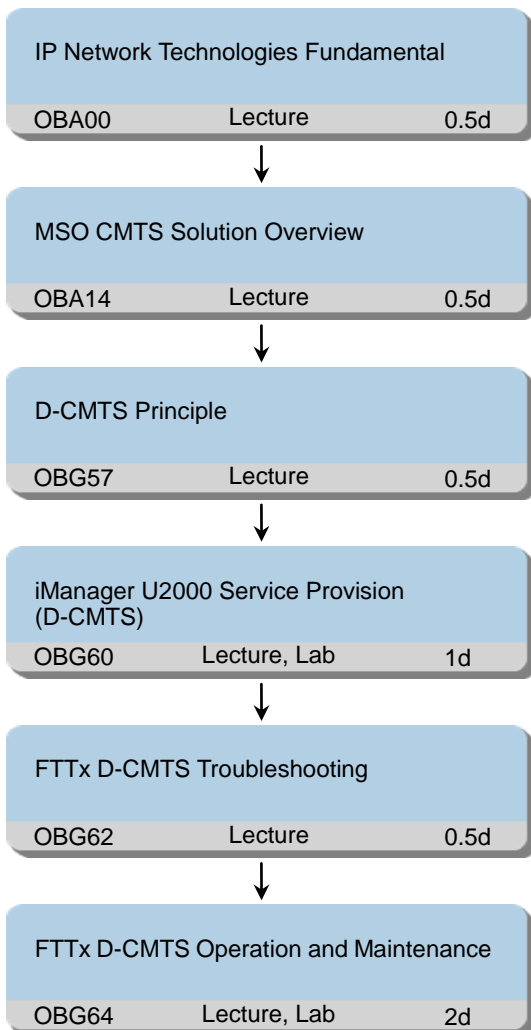 IP Network Technologies Fundamental
OBA00 Lecture 0.5d
MSO CMTS Solution Overview
OBA14 Lecture 0.5d
D-CMTS Principle
OBG57 Lecture 0.5d
iManager U2000 Service Provision
(D-CMTS)
OBG60 Lecture, Lab 1d
FTTx D-CMTS Troubleshooting
OBG62 Lecture 0.5d
FTTx D-CMTS Operation and Maintenance
OBG64 Lecture, Lab 2d